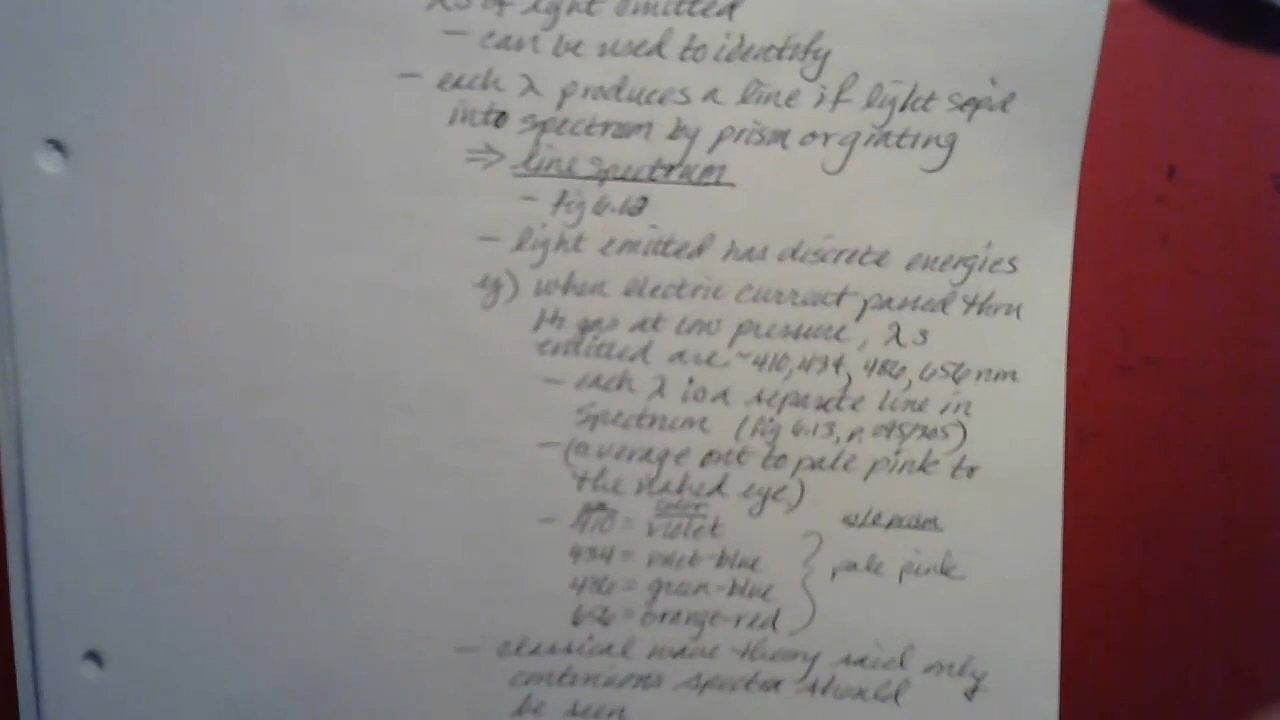 λs of light emitted
- can be used to identify
- each λ produces a line if light sep'd
into spectrum by prism or grating
⇒ line spectrum
- fig 6.12
- light emitted has discrete energies
eg) when electric current passed thru
H₂ gas at low pressure, λs
emitted are ~410, 434, 486, 656 nm
- each λ is a separate line in
spectrum (fig 6.13, p.
- (average out to pale pink to
the naked eye)
color
- 410 = violet
434 = violet-blue } pale pink
486 = green-blue
656 = orange-red
- classical wave theory said only
continuous spectra should
be seen